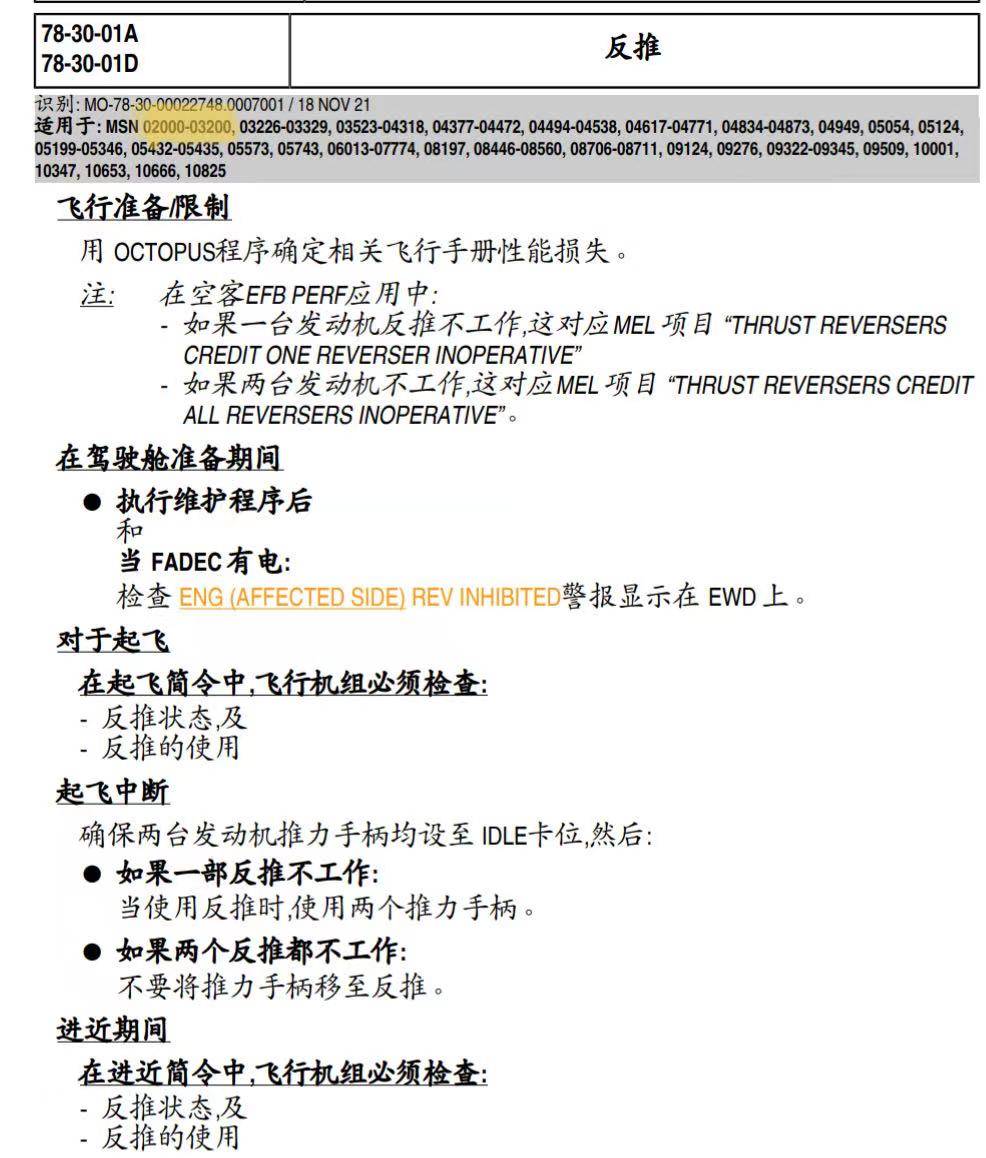 78-30-01A
78-30-01D
反推
识别: MO-78-30-00022748.0007001 / 18 NOV 21
适用于: MSN 02000-03200, 03226-03329, 03523-04318, 04377-04472, 04494-04538, 04617-04771, 04834-04873, 04949, 05054, 05124,
05199-05346, 05432-05435, 05573, 05743, 06013-07774, 08197, 08446-08560, 08706-08711, 09124, 09276, 09322-09345, 09509, 10001,
10347, 10653, 10666, 10825
飞行准备/限制
用 OCTOPUS程序确定相关飞行手册性能损失。
注: 在空客EFB PERF应用中:
- 如果一台发动机反推不工作,这对应MEL 项目 “THRUST REVERSERS
CREDIT ONE REVERSER INOPERATIVE”
- 如果两台发动机不工作,这对应MEL 项目 “THRUST REVERSERS CREDIT
ALL REVERSERS INOPERATIVE”。
在驾驶舱准备期间
● 执行维护程序后
和
当 FADEC 有电:
检查 ENG (AFFECTED SIDE) REV INHIBITED警报显示在 EWD 上。
对于起飞
在起飞简令中,飞行机组必须检查:
- 反推状态,及
- 反推的使用
起飞中断
确保两台发动机推力手柄均设至 IDLE卡位,然后:
● 如果一部反推不工作:
当使用反推时,使用两个推力手柄。
● 如果两个反推都不工作:
不要将推力手柄移至反推。
进近期间
在进近简令中,飞行机组必须检查:
- 反推状态,及
- 反推的使用